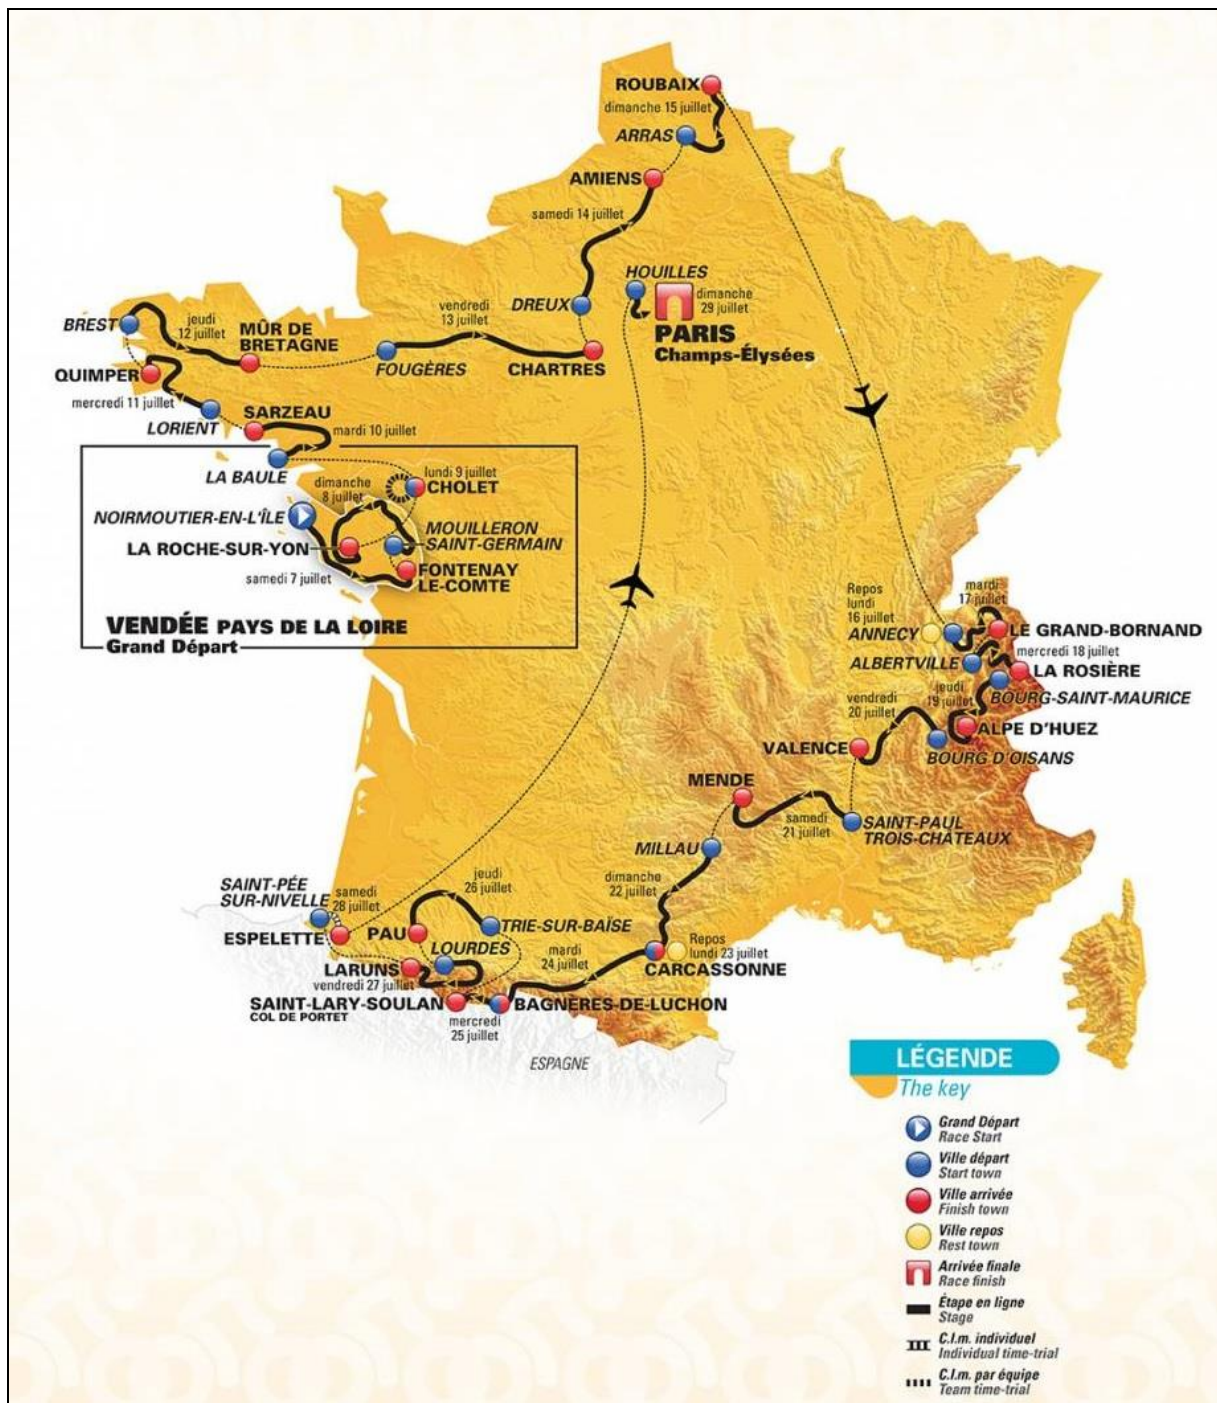 ROUBAIX
dimanche 15 juillet
ARRAS
AMIENS
samedi 14 juillet
HOUILLES
dimanche
29 juillet
PARIS
Champs-Élysées
DREUX
vendredi
13 juillet
CHARTRES
FOUGÈRES
BREST
jeudi
12 juillet
MÛR DE
BRETAGNE
QUIMPER
mercredi 11 juillet
LORIENT
SARZEAU
mardi 10 juillet
LA BAULE
lundi 9 juillet
CHOLET
dimanche
8 juillet
NOIRMOUTIER-EN-L'ÎLE
MOUILLERON
SAINT-GERMAIN
LA ROCHE-SUR-YON
FONTENAY
LE-COMTE
samedi 7 juillet
VENDÉE PAYS DE LA LOIRE
Grand Départ
Repos
lundi
16 juillet
mardi
17 juillet
ANNECY
LE GRAND-BORNAND
mercredi 18 juillet
ALBERTVILLE
LA ROSIÈRE
jeudi
19 juillet
BOURG-SAINT-MAURICE
vendredi
20 juillet
ALPE D'HUEZ
VALENCE
BOURG D'OISANS
MENDE
samedi
21 juillet
SAINT-PAUL
TROIS-CHÂTEAUX
MILLAU
dimanche
22 juillet
jeudi
26 juillet
SAINT-PÉE
SUR-NIVELLE
samedi
28 juillet
ESPELETTE
PAU
TRIE-SUR-BAÏSE
LOURDES
mardi
24 juillet
Repos
lundi 23 juillet
CARCASSONNE
LARUNS
vendredi 27 juillet
SAINT-LARY-SOULAN
COL DE PORTET
BAGNÈRES-DE-LUCHON
mercredi
25 juillet
ESPAGNE
LÉGENDE
The key
Grand Départ
Race Start
Ville départ
Start town
Ville arrivée
Finish town
Ville repos
Rest town
Arrivée finale
Race finish
Étape en ligne
Stage
C.l.m. individuel
Individual time-trial
C.l.m. par équipe
Team time-trial